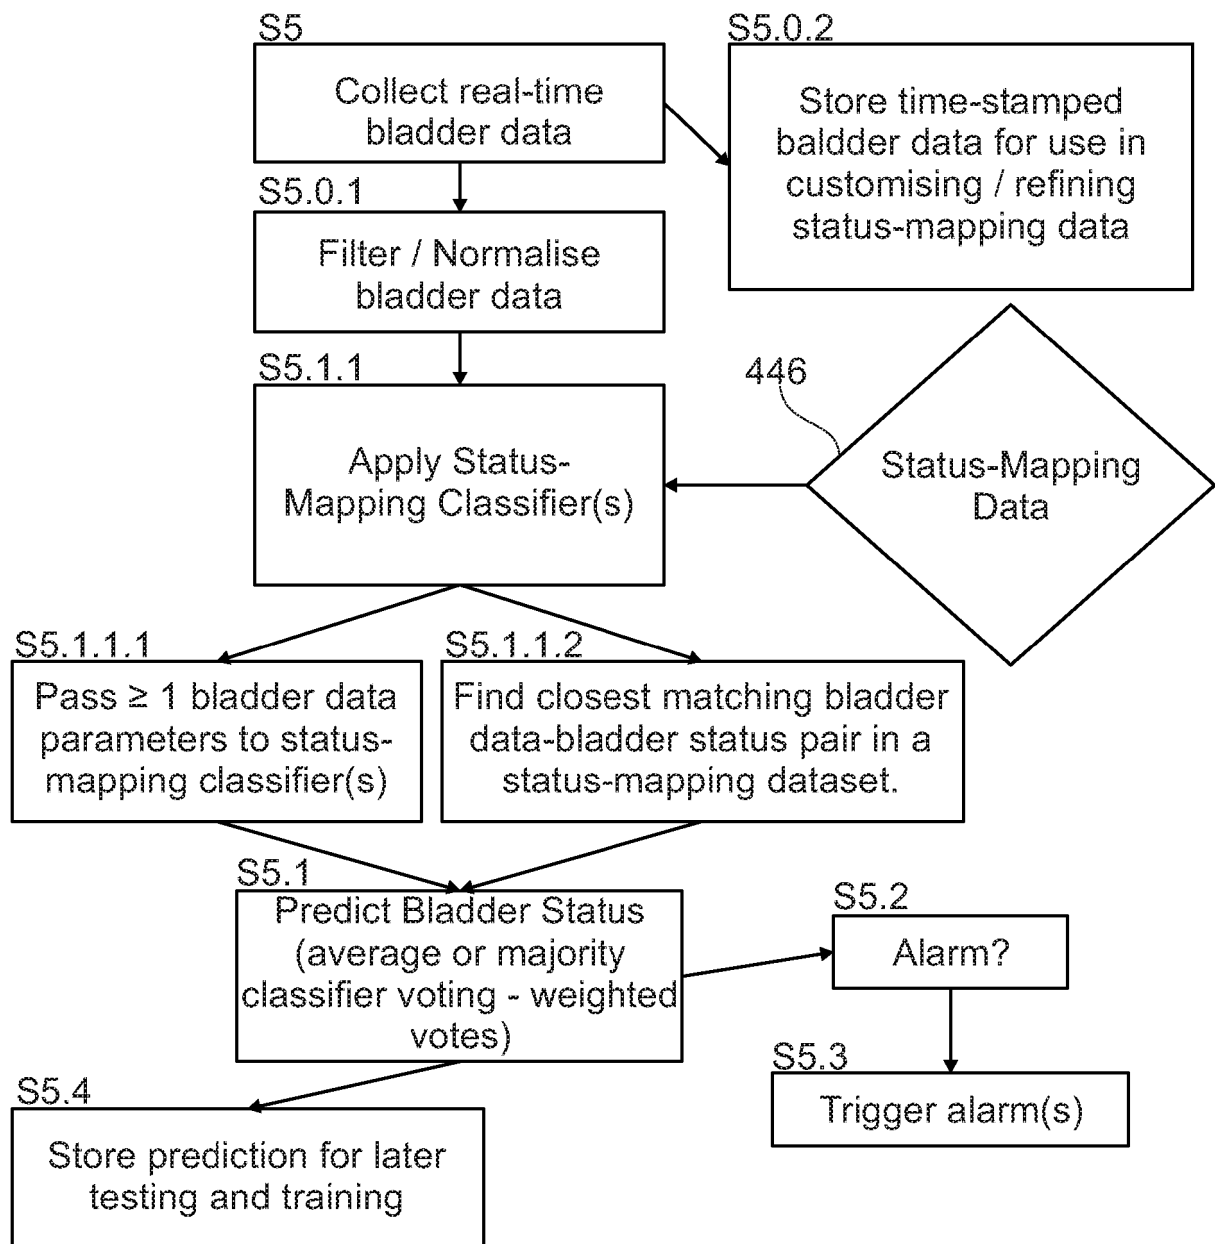 S5
Collect real-time
bladder data
S5.0.2
Store time-stamped
baldder data for use in
customising / refining
status-mapping data
S5.0.1
Filter / Normalise
bladder data
S5.1.1
Apply Status-
Mapping Classifier(s)
446
Status-Mapping
Data
S5.1.1.1
Pass ≥ 1 bladder data
parameters to status-
mapping classifier(s)
S5.1.1.2
Find closest matching bladder
data-bladder status pair in a
status-mapping dataset.
S5.1
Predict Bladder Status
(average or majority
classifier voting - weighted
votes)
S5.2
Alarm?
S5.3
Trigger alarm(s)
S5.4
Store prediction for later
testing and training